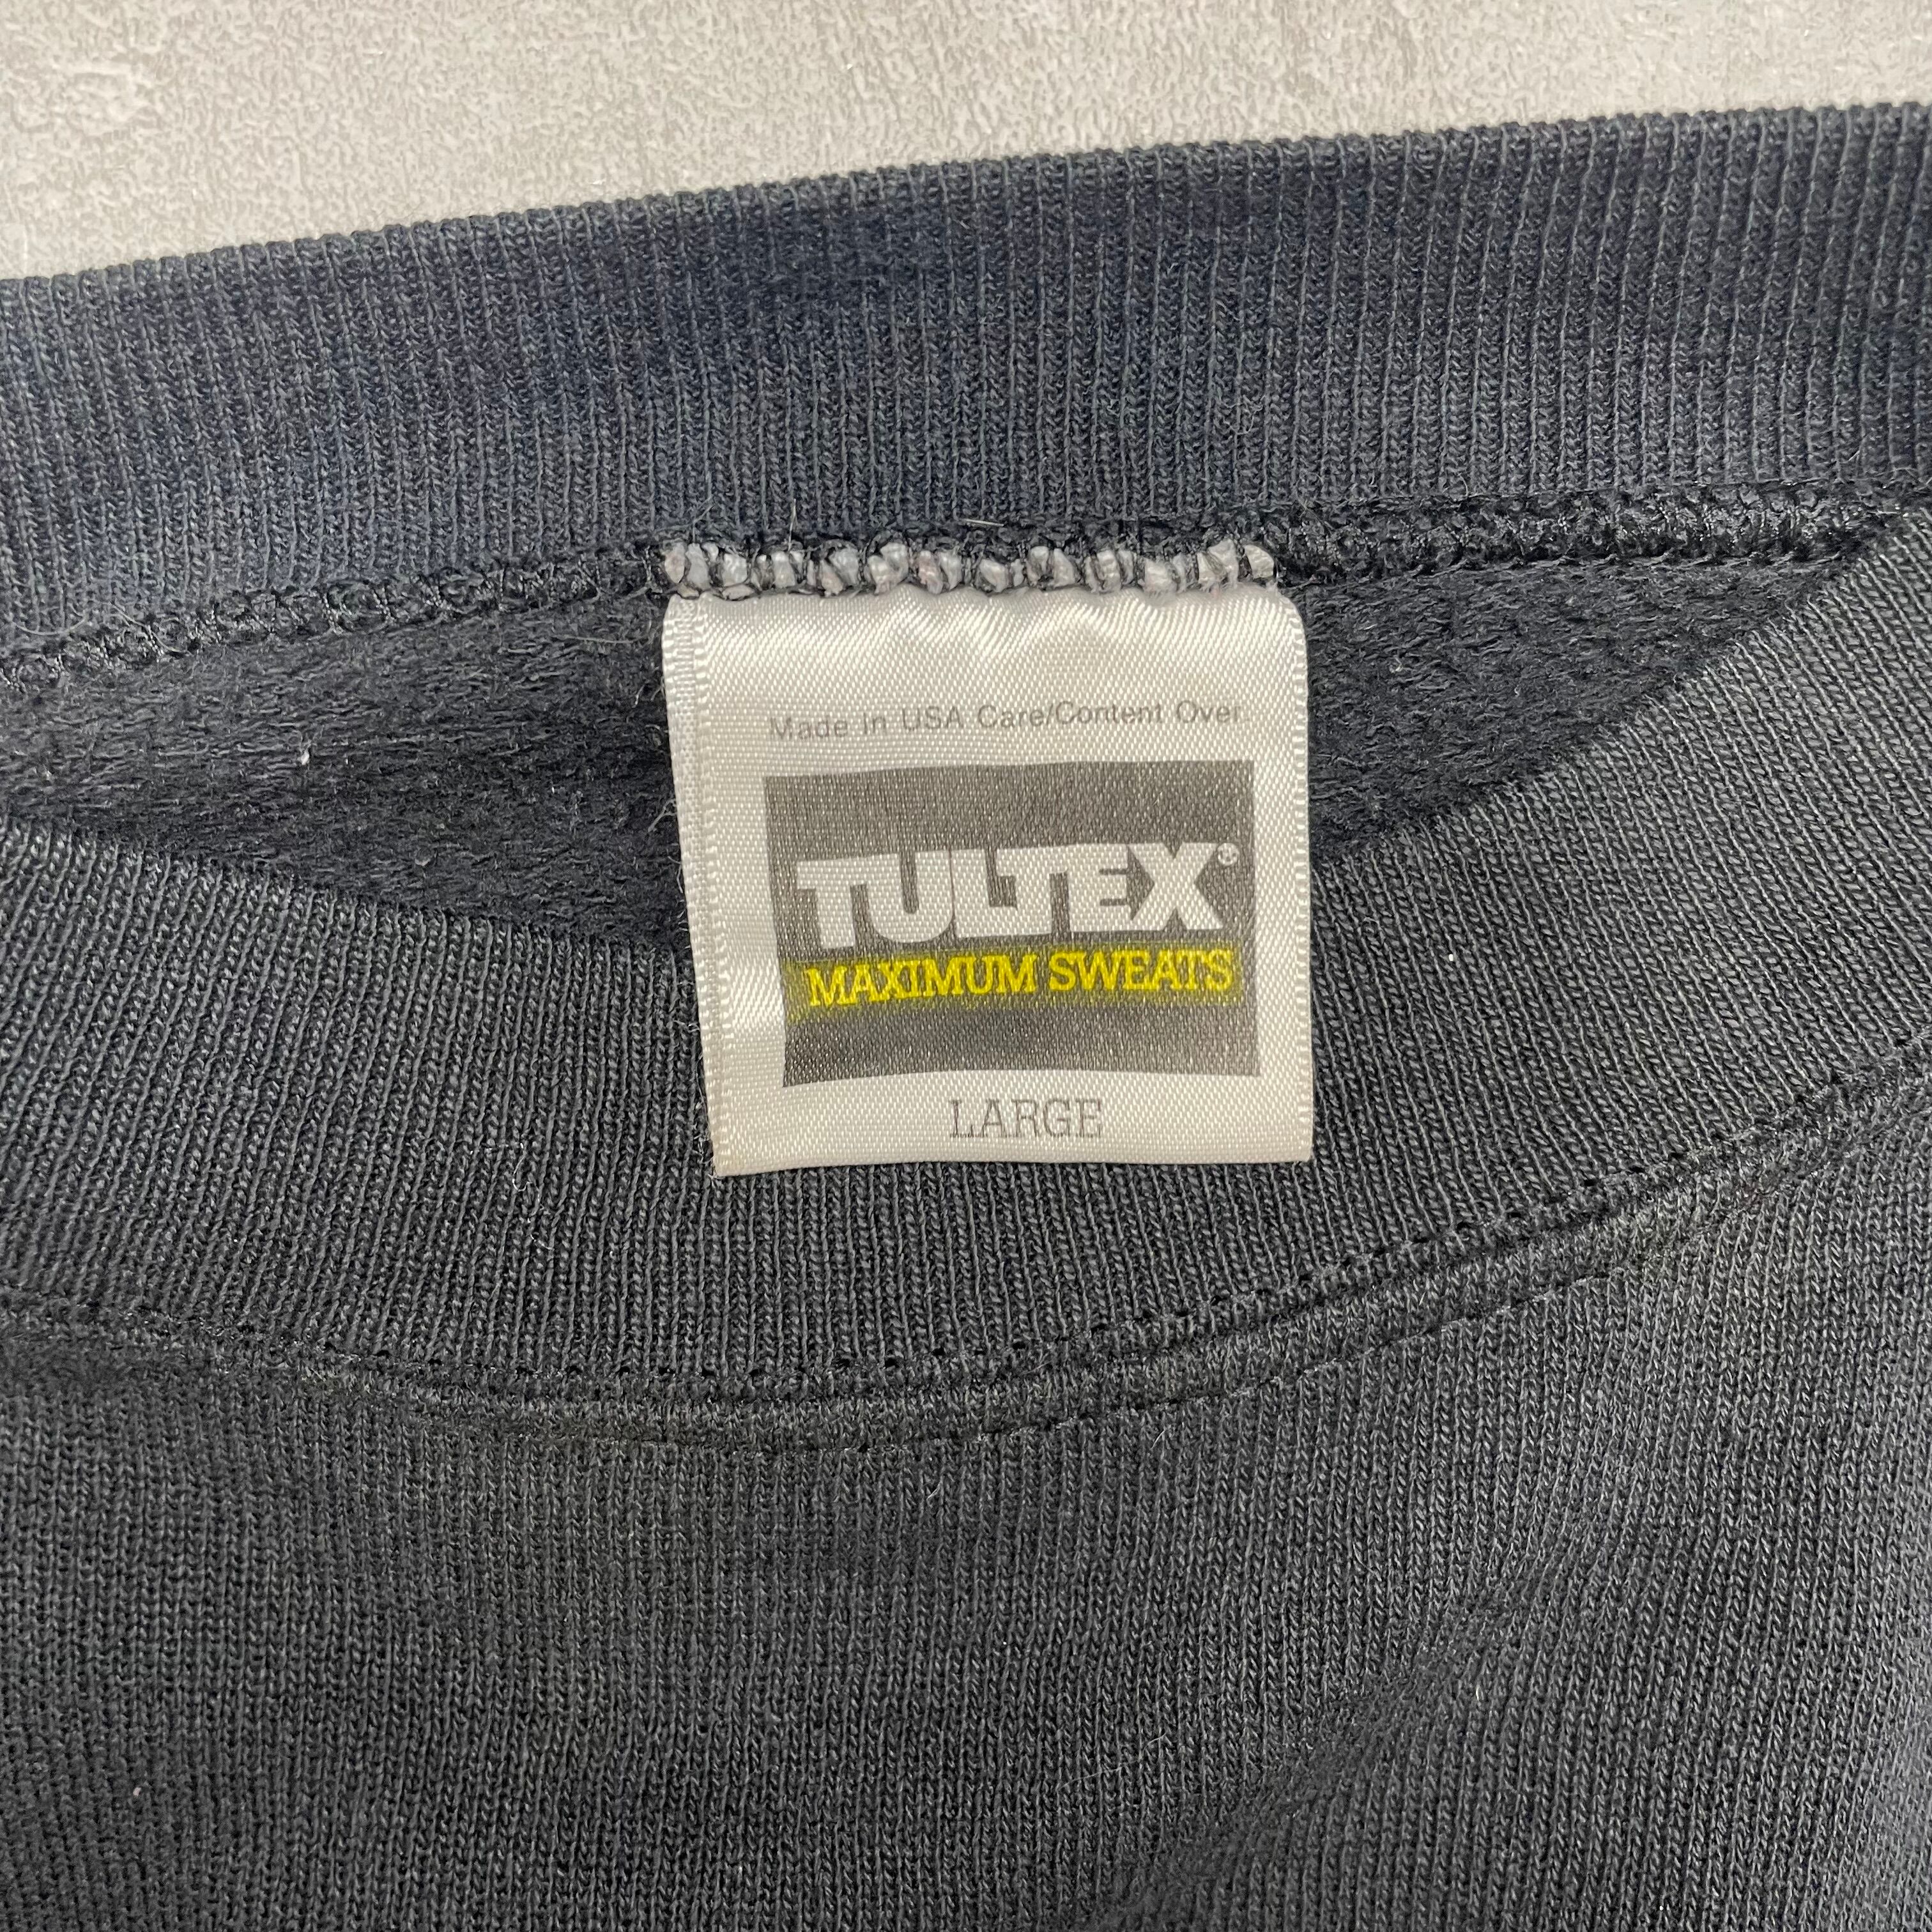 Made In USA Care/Content Over.
TULTEX®
MAXIMUM SWEATS
LARGE